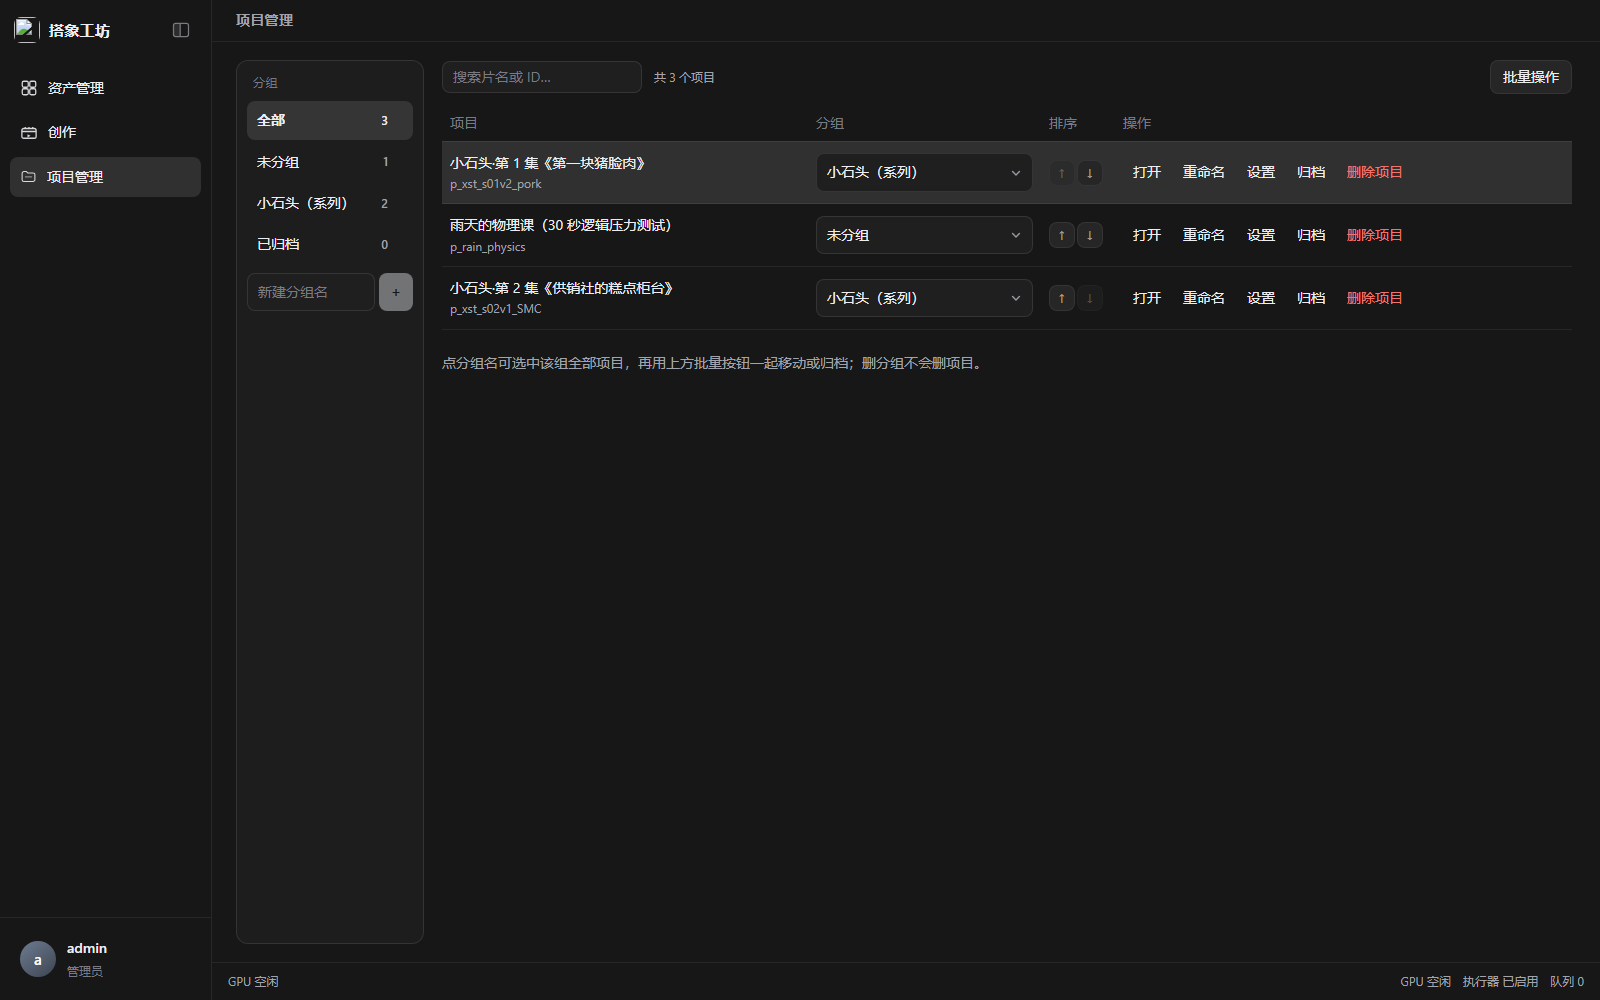 搭象工坊
资产管理
创作
项目管理
admin
a
管理员
项目管理
分组
全部 3
未分组 1
小石头（系列） 2
已归档 0
新建分组名 +
搜索片名或 ID... 共 3 个项目 批量操作
项目 分组 排序 操作
小石头·第 1 集《第一块猪脸肉》
p_xst_s01v2_pork
小石头（系列） ↑ ↓ 打开 重命名 设置 归档 删除项目
雨天的物理课（30 秒逻辑压力测试）
p_rain_physics
未分组 ↑ ↓ 打开 重命名 设置 归档 删除项目
小石头·第 2 集《供销社的糕点柜台》
p_xst_s02v1_SMC
小石头（系列） ↑ ↓ 打开 重命名 设置 归档 删除项目
点分组名可选中该组全部项目，再用上方批量按钮一起移动或归档；删分组不会删项目。
GPU 空闲
GPU 空闲 执行器 已启用 队列 0